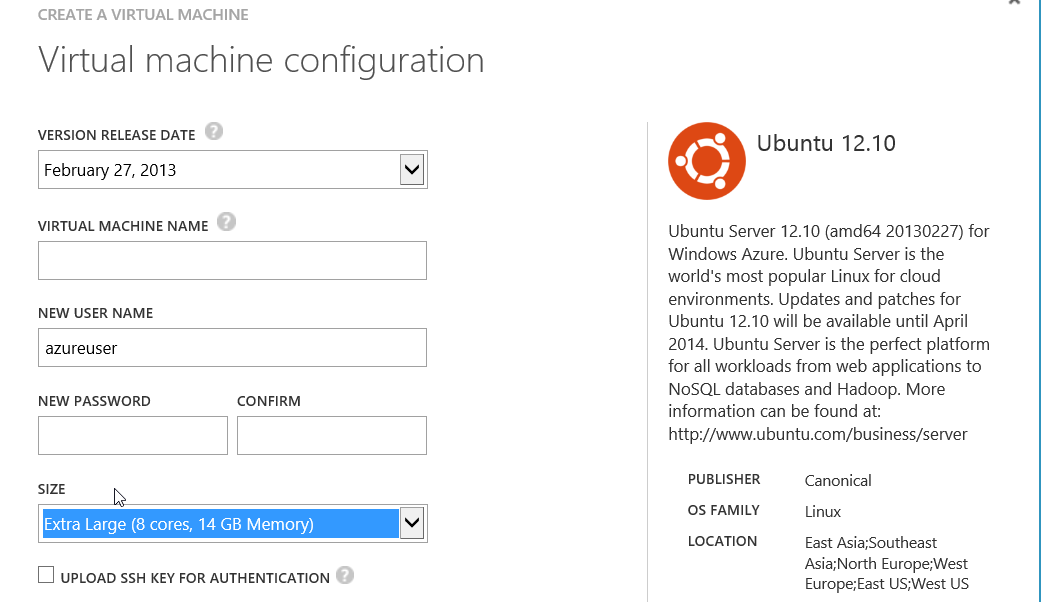 CREATE A VIRTUAL MACHINE
Virtual machine configuration
VERSION RELEASE DATE ?
February 27, 2013
VIRTUAL MACHINE NAME ?
NEW USER NAME
azureuser
NEW PASSWORD CONFIRM
SIZE
Extra Large (8 cores, 14 GB Memory)
UPLOAD SSH KEY FOR AUTHENTICATION ?
Ubuntu 12.10
Ubuntu Server 12.10 (amd64 20130227) for
Windows Azure. Ubuntu Server is the
world's most popular Linux for cloud
environments. Updates and patches for
Ubuntu 12.10 will be available until April
2014. Ubuntu Server is the perfect platform
for all workloads from web applications to
NoSQL databases and Hadoop. More
information can be found at:
http://www.ubuntu.com/business/server
PUBLISHER Canonical
OS FAMILY Linux
LOCATION East Asia;Southeast
Asia;North Europe;West
Europe;East US;West US